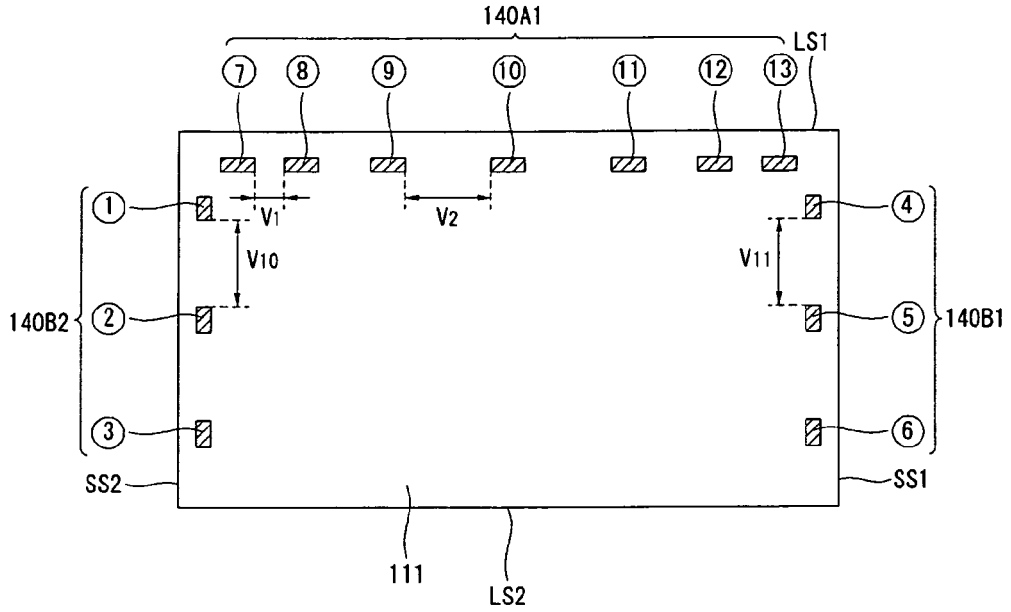 140A1
LS1
⑦ ⑧ ⑨ ⑩ ⑪ ⑫ ⑬
① ④
V1 V2
V10 V11
140B2 ② ⑤ 140B1
③ ⑥
SS2 SS1
111
LS2